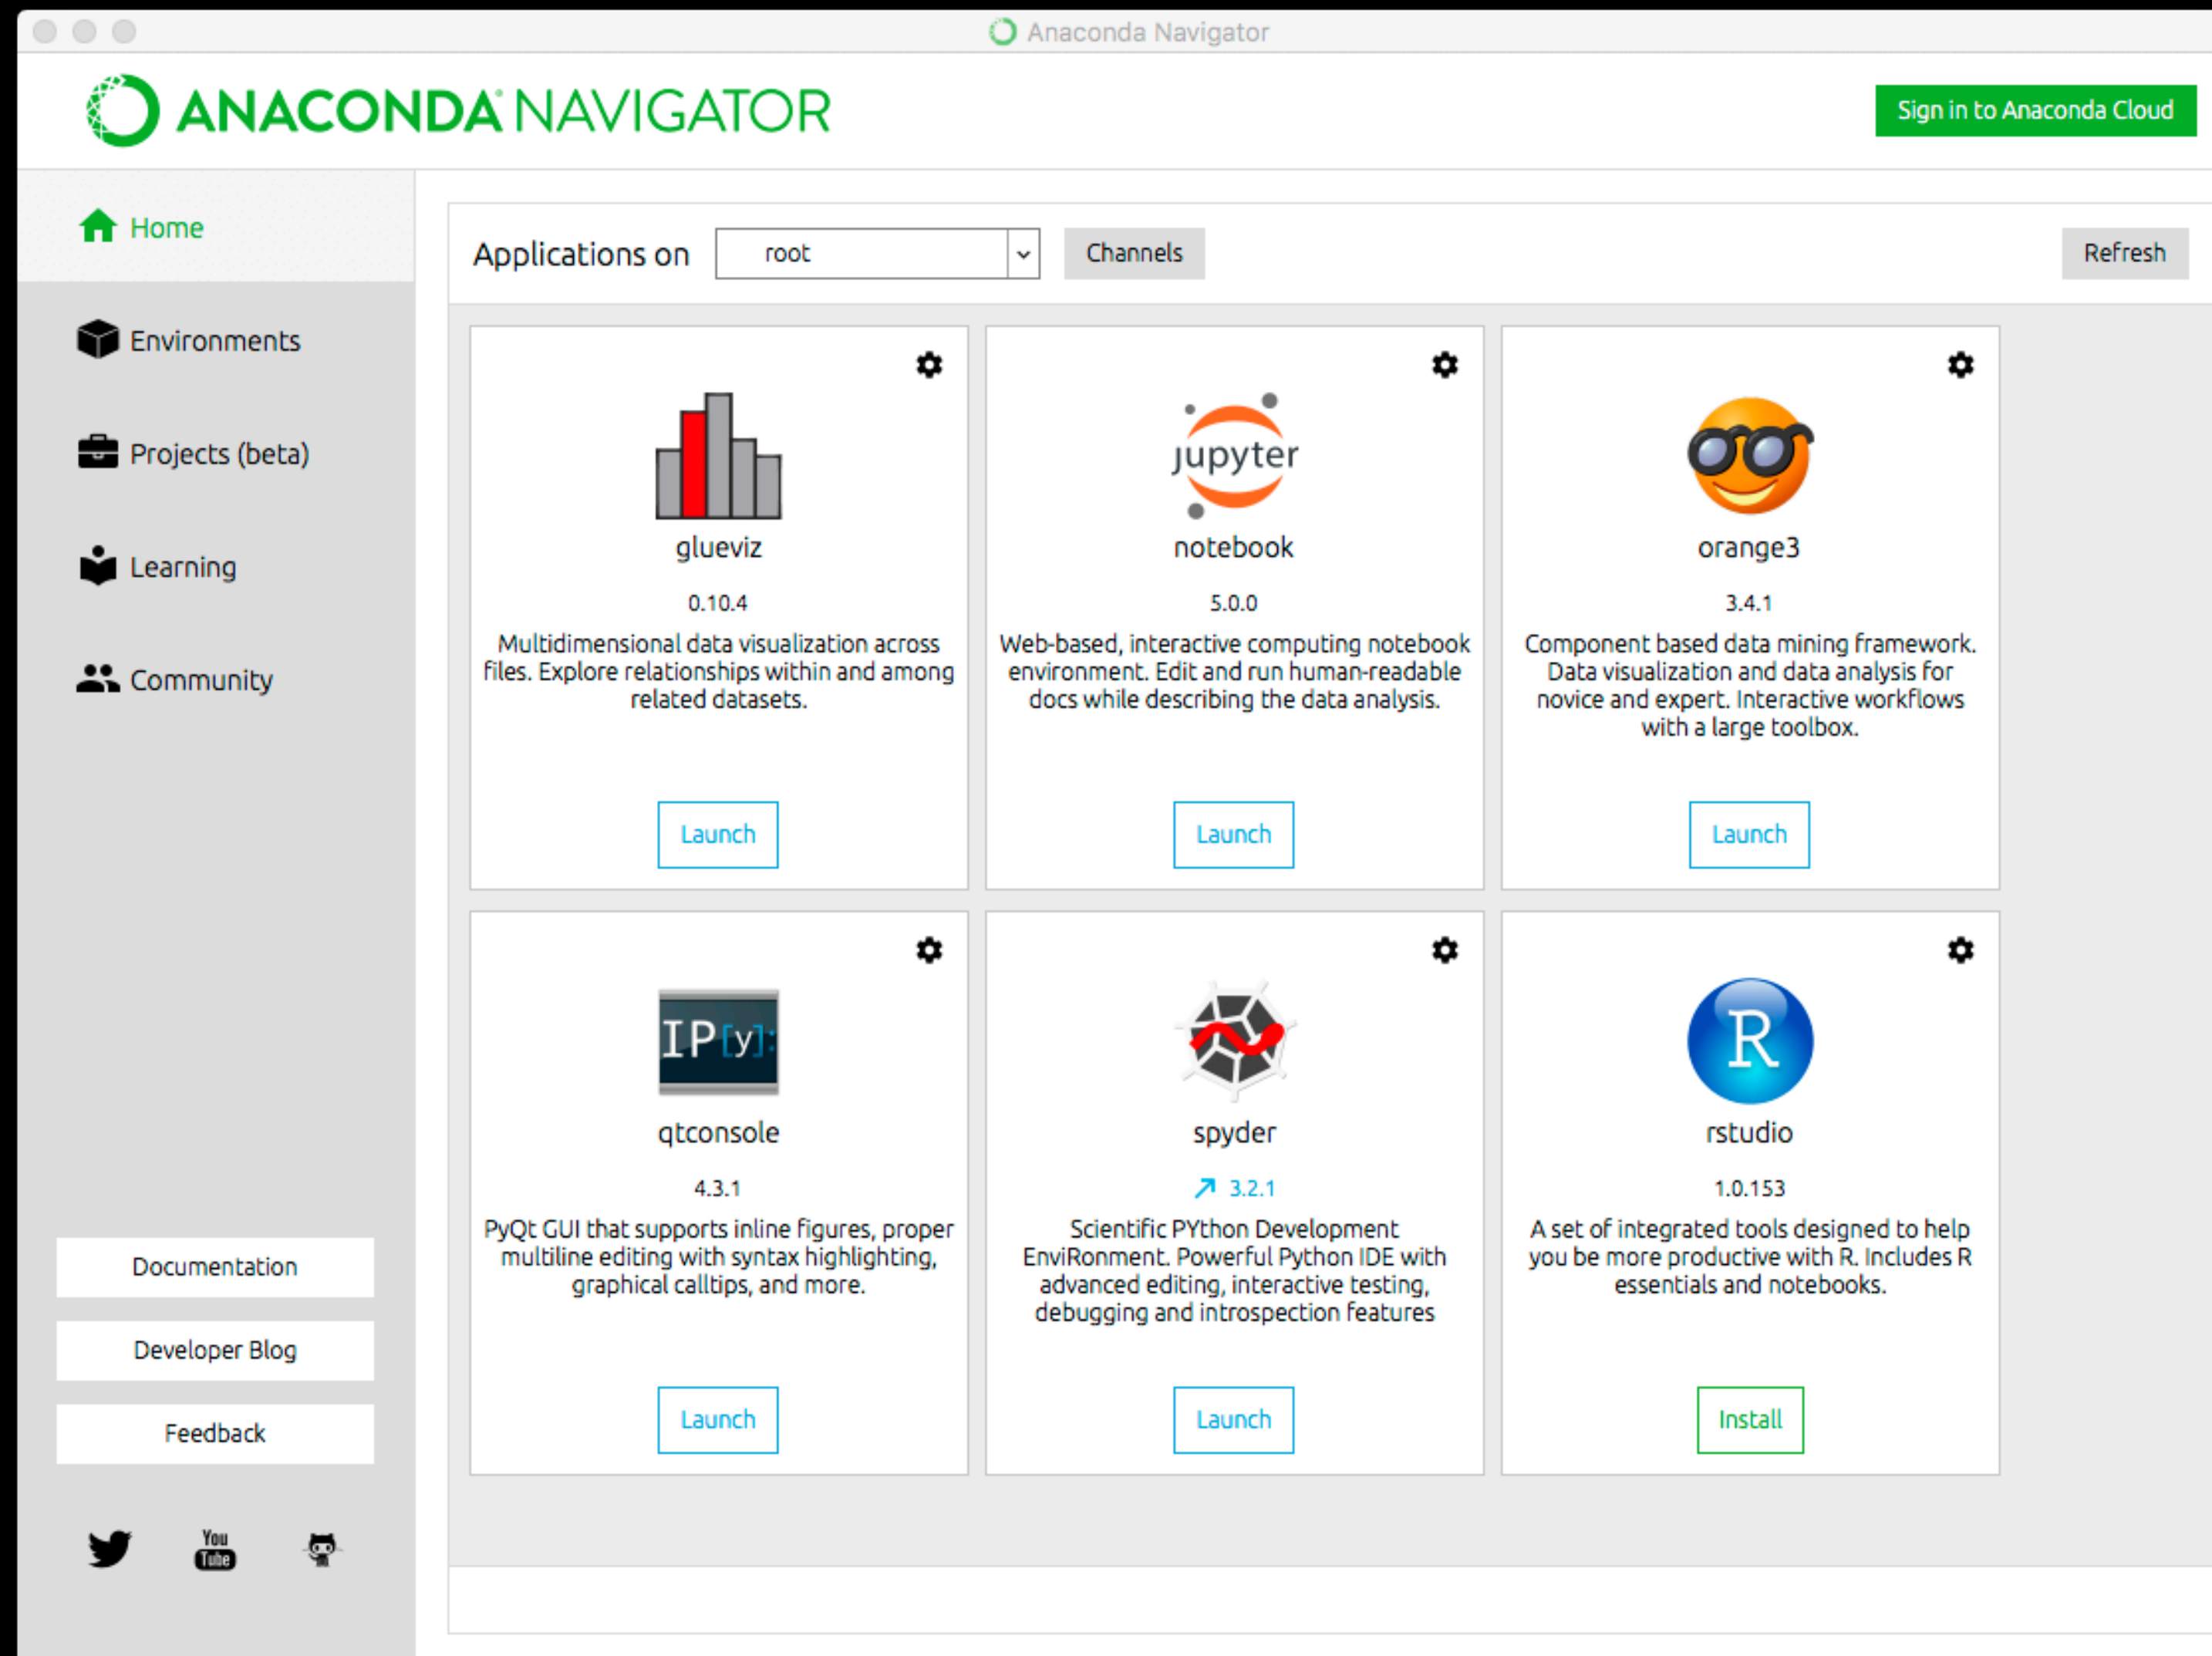 Anaconda Navigator
ANACONDA NAVIGATOR
Sign in to Anaconda Cloud
Home
Environments
Projects (beta)
Learning
Community
Documentation
Developer Blog
Feedback
You
Tube
Applications on
root
Channels
Refresh
jupyter
glueviz
0.10.4
Multidimensional data visualization across
files. Explore relationships within and among
related datasets.
Launch
notebook
5.0.0
Web-based, interactive computing notebook
environment. Edit and run human-readable
docs while describing the data analysis.
Launch
orange3
3.4.1
Component based data mining framework.
Data visualization and data analysis for
novice and expert. Interactive workflows
with a large toolbox.
Launch
IP[y]:
qtconsole
4.3.1
PyQt GUI that supports inline figures, proper
multiline editing with syntax highlighting,
graphical calltips, and more.
Launch
spyder
3.2.1
Scientific PYthon Development
EnviRonment. Powerful Python IDE with
advanced editing, interactive testing,
debugging and introspection features
Launch
R
rstudio
1.0.153
A set of integrated tools designed to help
you be more productive with R. Includes R
essentials and notebooks.
Install